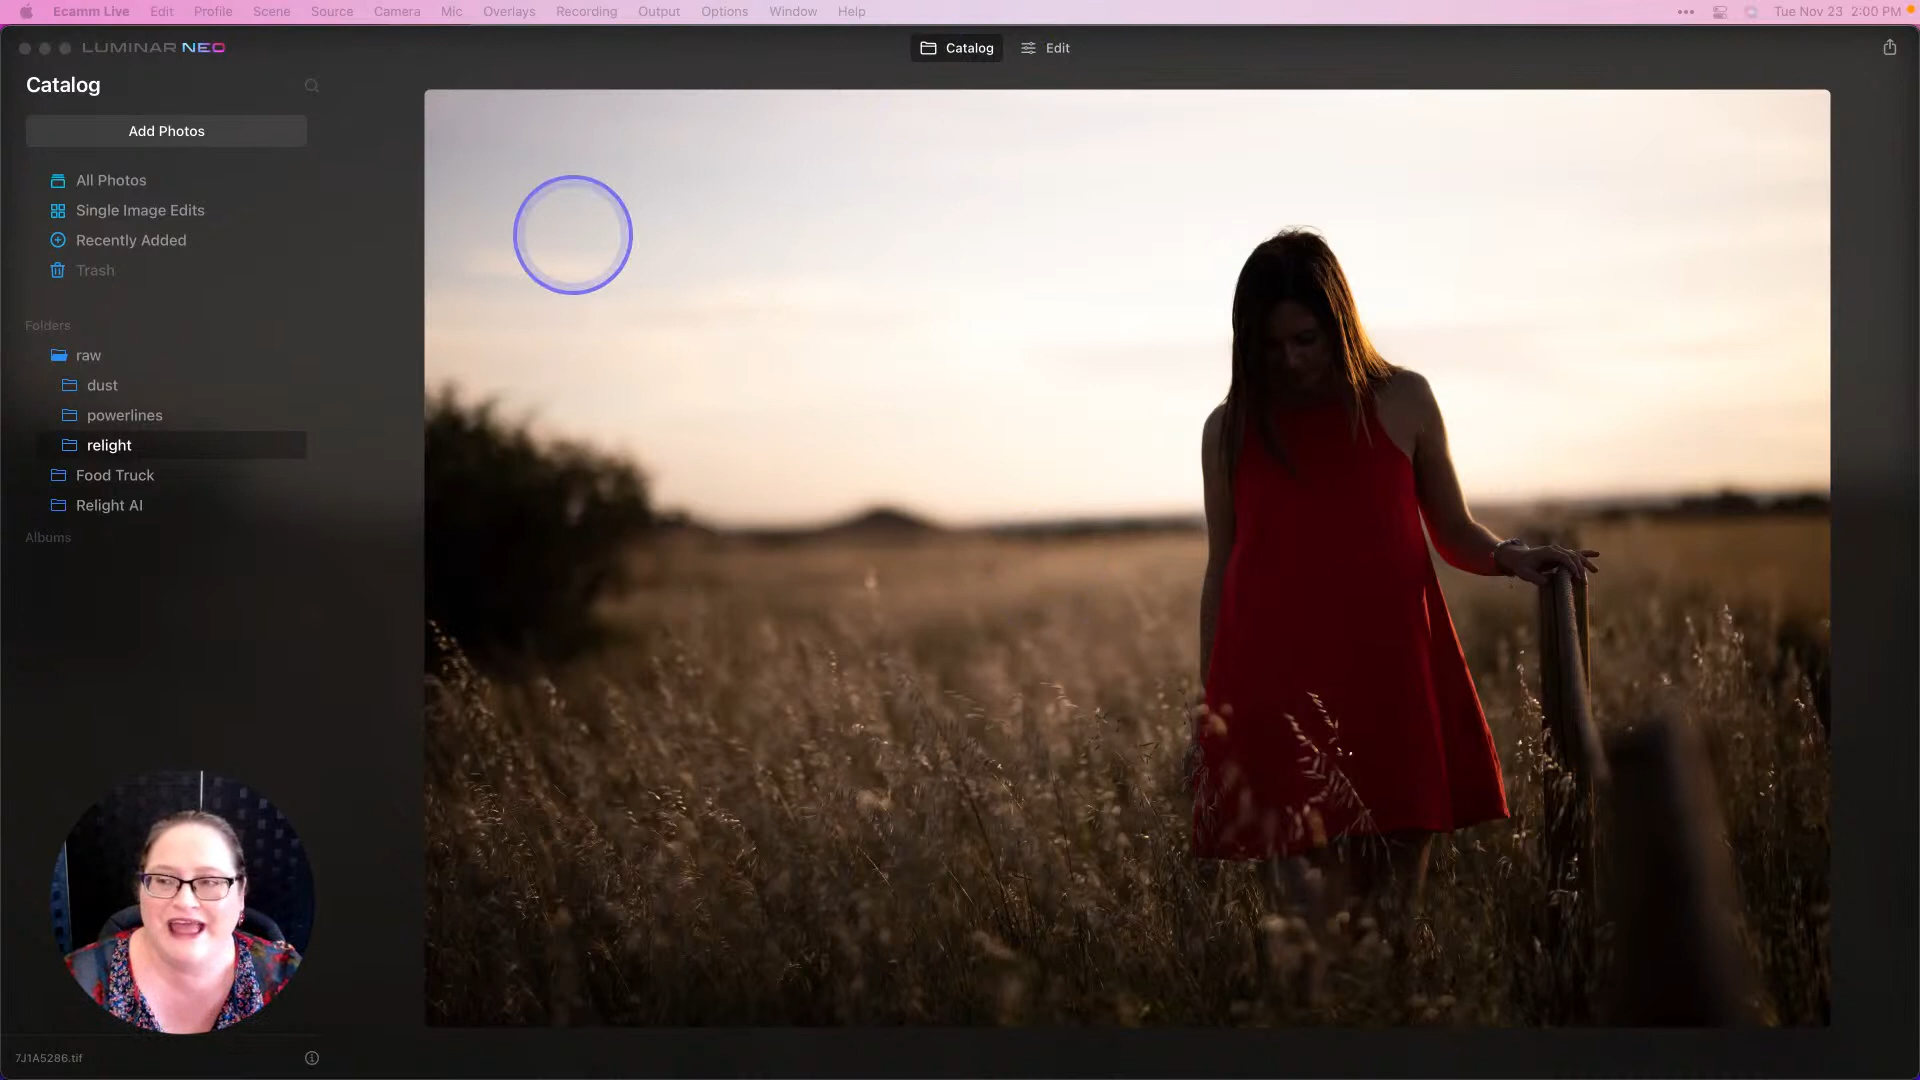 Ecamm Live Edit Profile Scene Source Camera Mic Overlays Recording Output Options Window Help Tue Nov 23 2:00 PM
LUMINAR NEO Catalog Edit
Catalog
Add Photos
All Photos
Single Image Edits
Recently Added
Trash
Folders
raw
dust
powerlines
relight
Food Truck
Relight AI
Albums
7J1A5286.tif